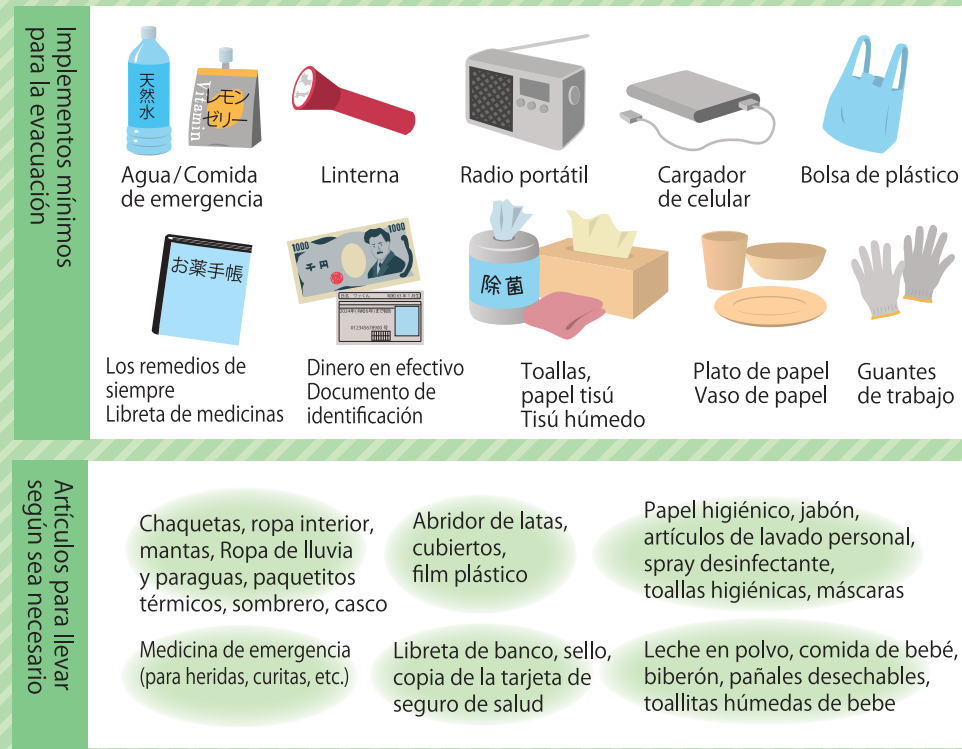 Implementos mínimos
para la evacuación
天然水
Vitamin
レモン
ゼリー
Agua/Comida
de emergencia
Linterna
Radio portátil
Cargador
de celular
Bolsa de plástico
お薬手帳
Los remedios de
siempre
Libreta de medicinas
1000
1000
千円
012345678900 号
Dinero en efectivo
Documento de
identificación
除菌
Toallas,
papel tisú
Tisú húmedo
Plato de papel
Vaso de papel
Guantes
de trabajo
Artículos para llevar
según sea necesario
Chaquetas, ropa interior,
mantas, Ropa de lluvia
y paraguas, paquetitos
térmicos, sombrero, casco
Abridor de latas,
cubiertos,
film plástico
Papel higiénico, jabón,
artículos de lavado personal,
spray desinfectante,
toallas higiénicas, máscaras
Medicina de emergencia
(para heridas, curitas, etc.)
Libreta de banco, sello,
copia de la tarjeta de
seguro de salud
Leche en polvo, comida de bebé,
biberón, pañales desechables,
toallitas húmedas de bebe